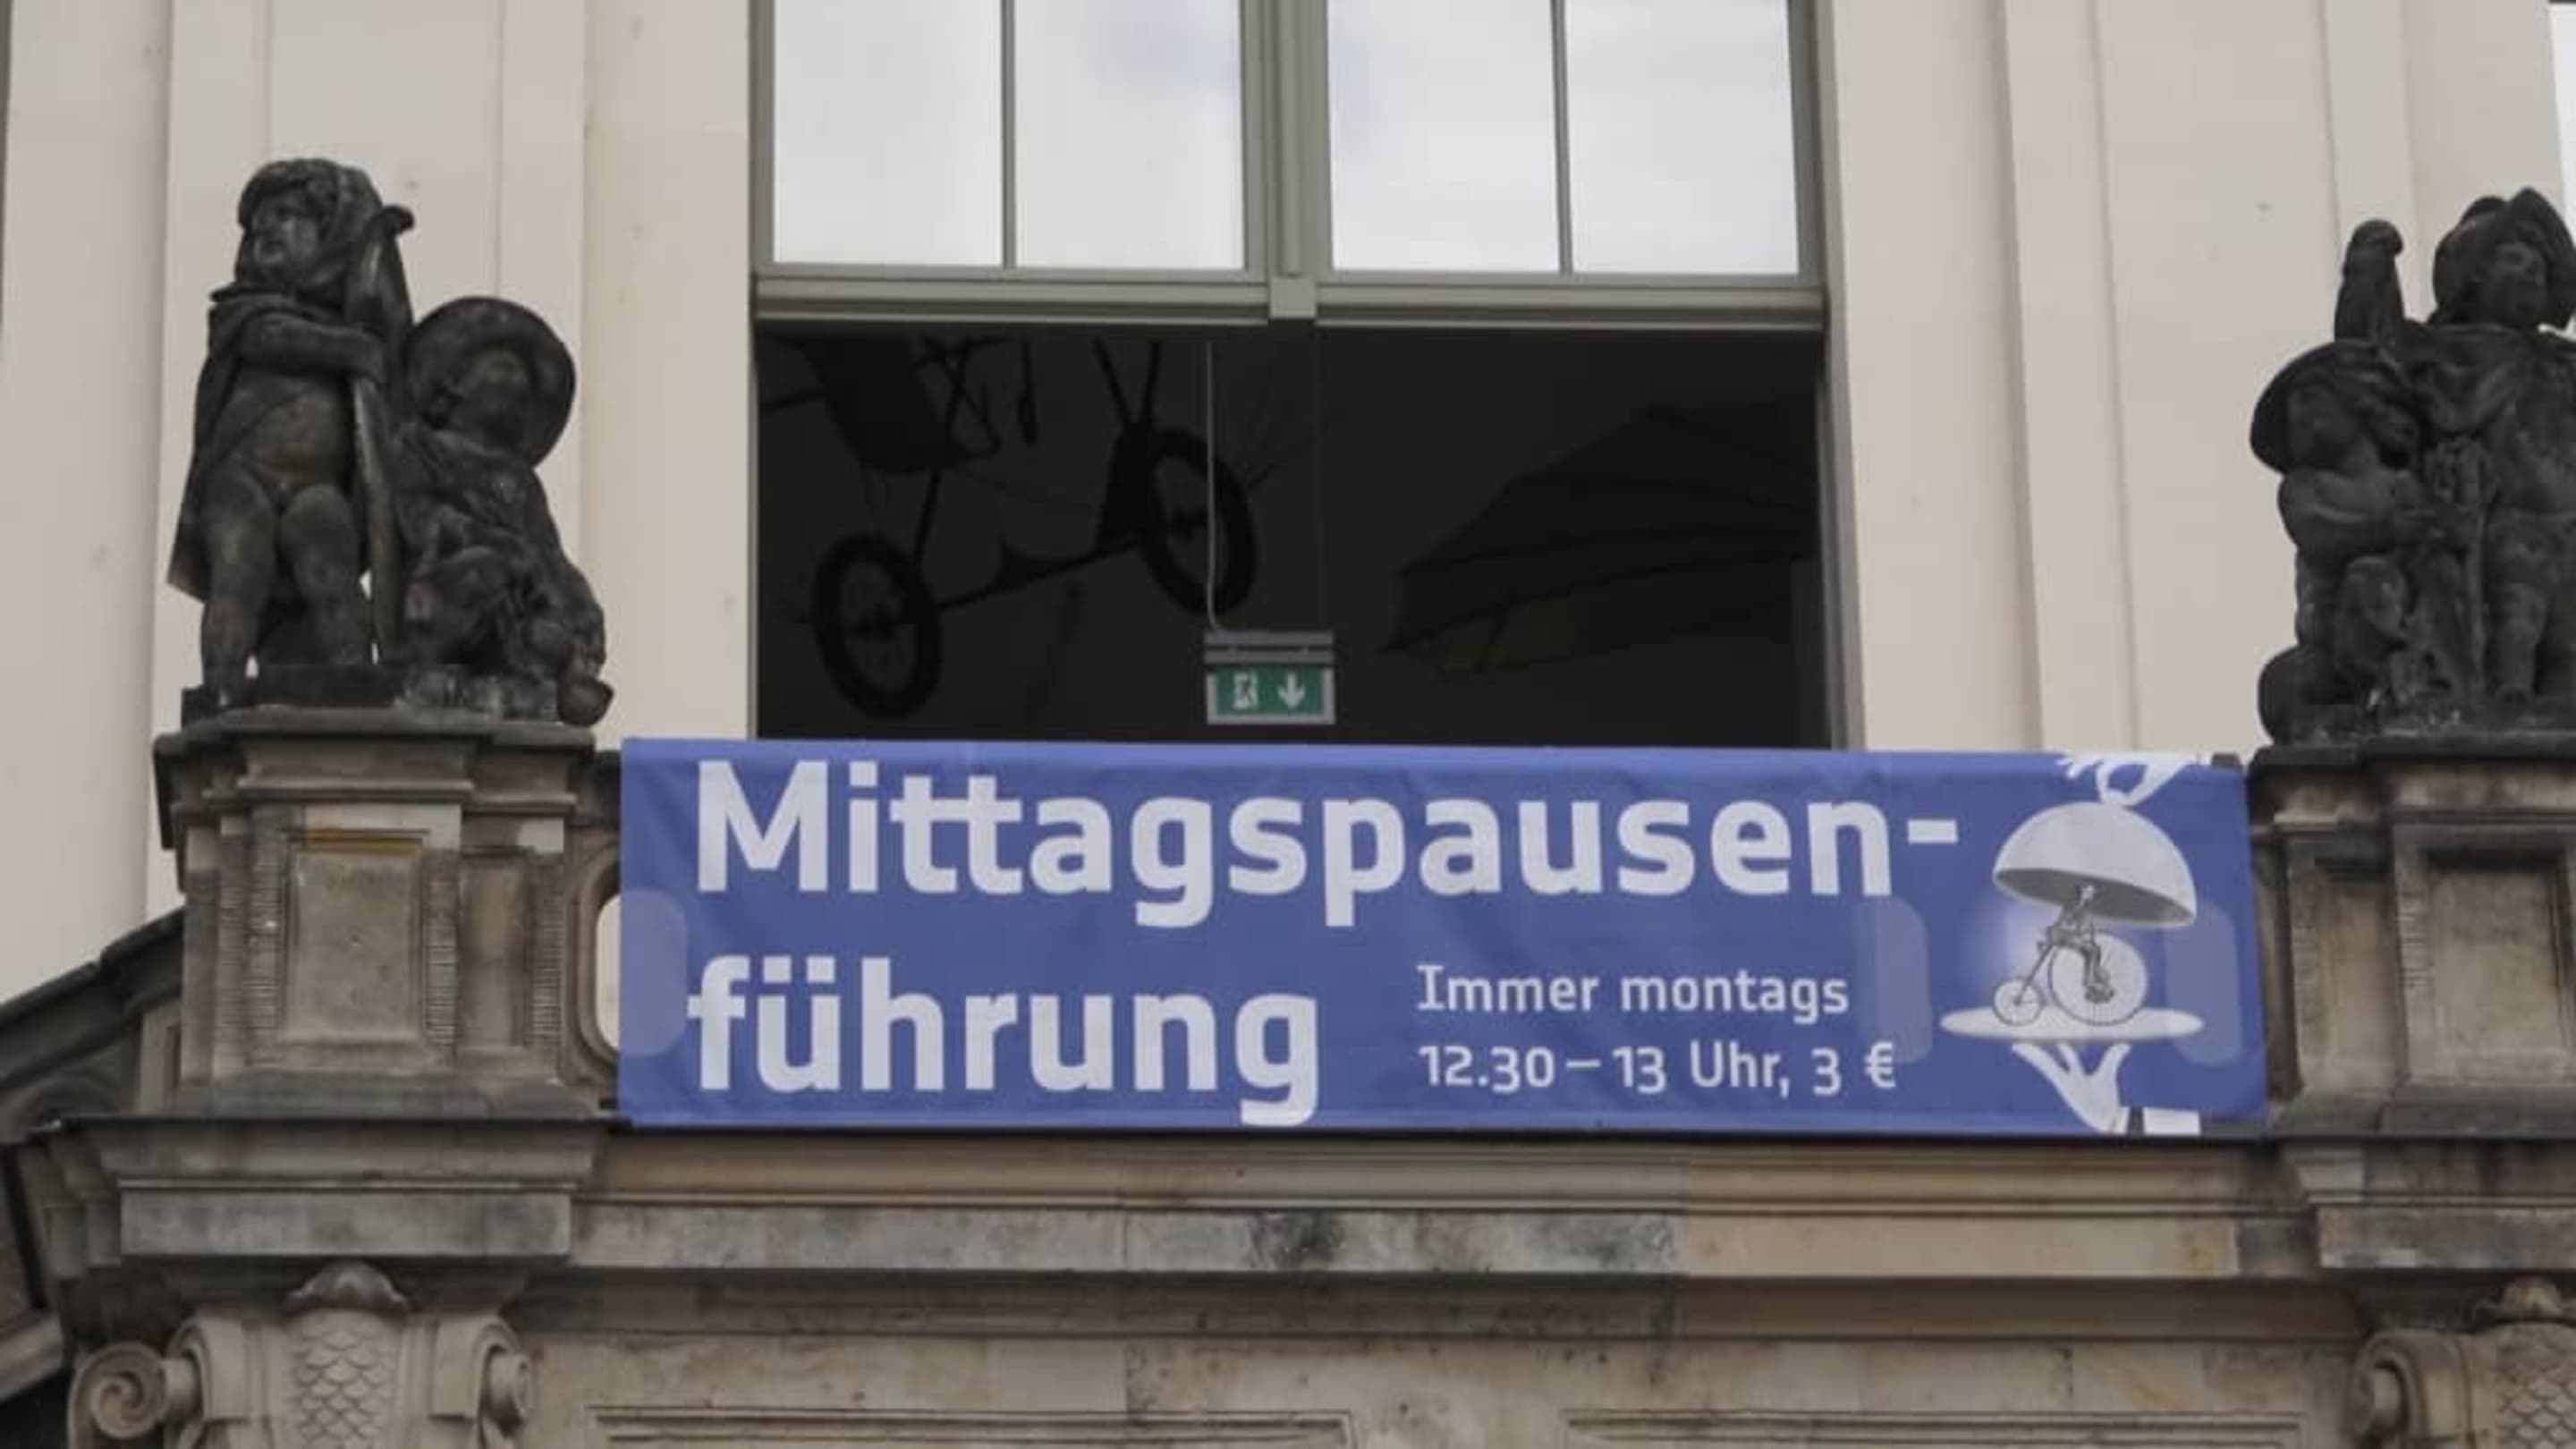 Mittagspausen-
führung
Immer montags
12.30 – 13 Uhr, 3 €